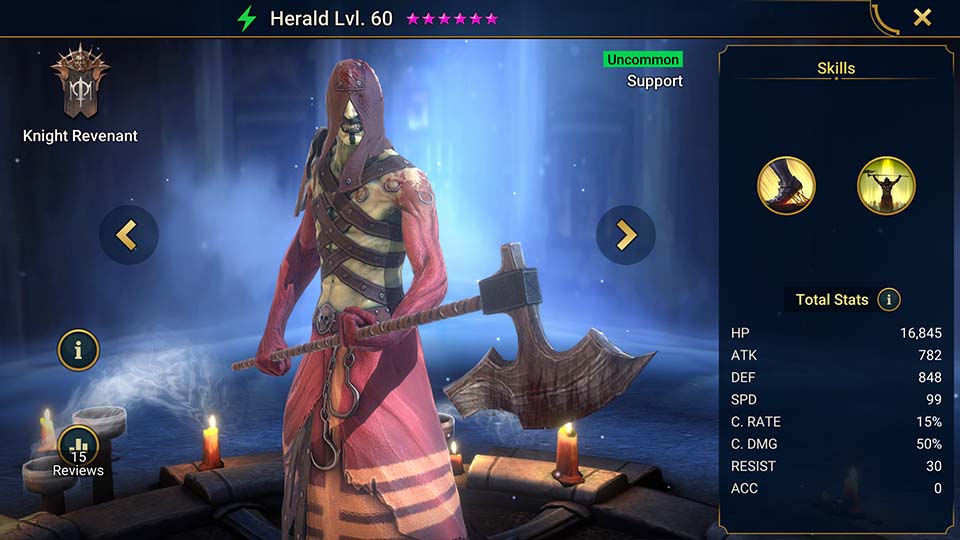 Herald Lvl. 60
Knight Revenant
Uncommon
Support
Skills
Total Stats i
HP 16,845
ATK 782
DEF 848
SPD 99
C. RATE 15%
C. DMG 50%
RESIST 30
ACC 0
i
15
Reviews